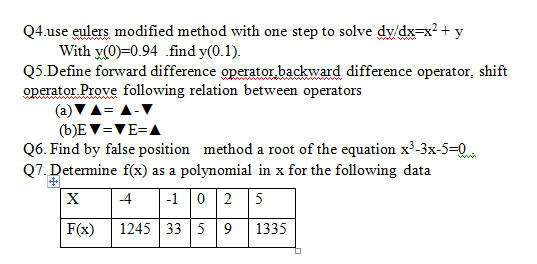 Q4.use eulers modified method with one step to solve dy/dx=x² + y
With y(0)=0.94 .find y(0.1).
Q5.Define forward difference operator,backward difference operator, shift
operator.Prove following relation between operators
(a)▼▲= ▲-▼
(b)E▼=▼E=▲
Q6. Find by false position method a root of the equation x³-3x-5=0 .
Q7. Determine f(x) as a polynomial in x for the following data
X -4 -1 0 2 5
F(x) 1245 33 5 9 1335